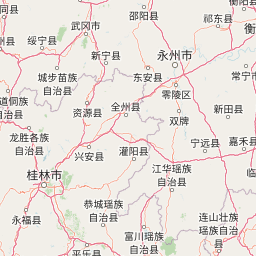 同县
武冈市
邵阳县
祁东县
绥宁县
新宁县
衡
城步苗族
自治县
东安县
永州市
常宁市
零陵区
道侗族
自治县
资源县
全州县
新田县
双牌
龙胜各族
自治县
兴安县
灌阳县
宁远县
嘉禾县
桂林市
江华瑶族
自治县
临
永福县
恭城瑶族
自治县
连山壮族
瑶族自治
县
富川瑶族
自治县
平乐县